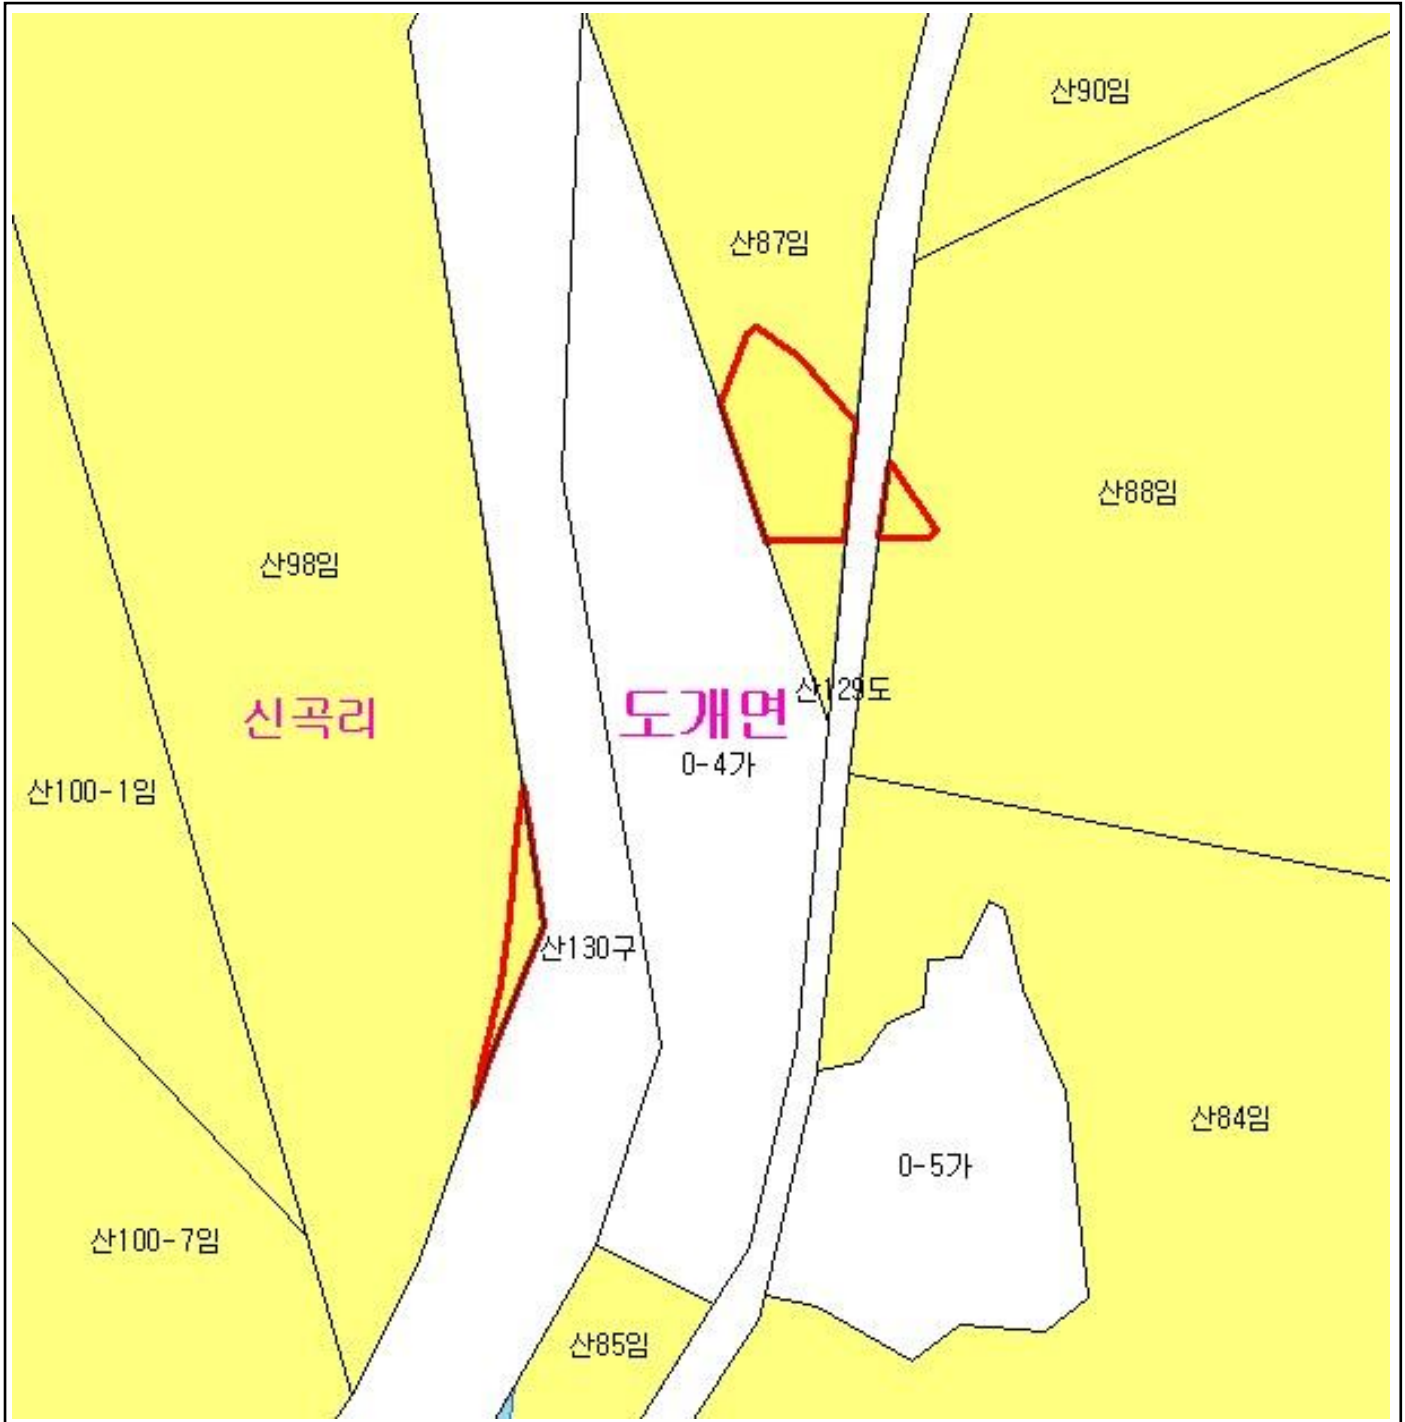 산90임
산87임
산88임
산98임
산129도
신곡리
도개면
0-4가
산100-1임
산130구
산84임
0-5가
산100-7임
산85임